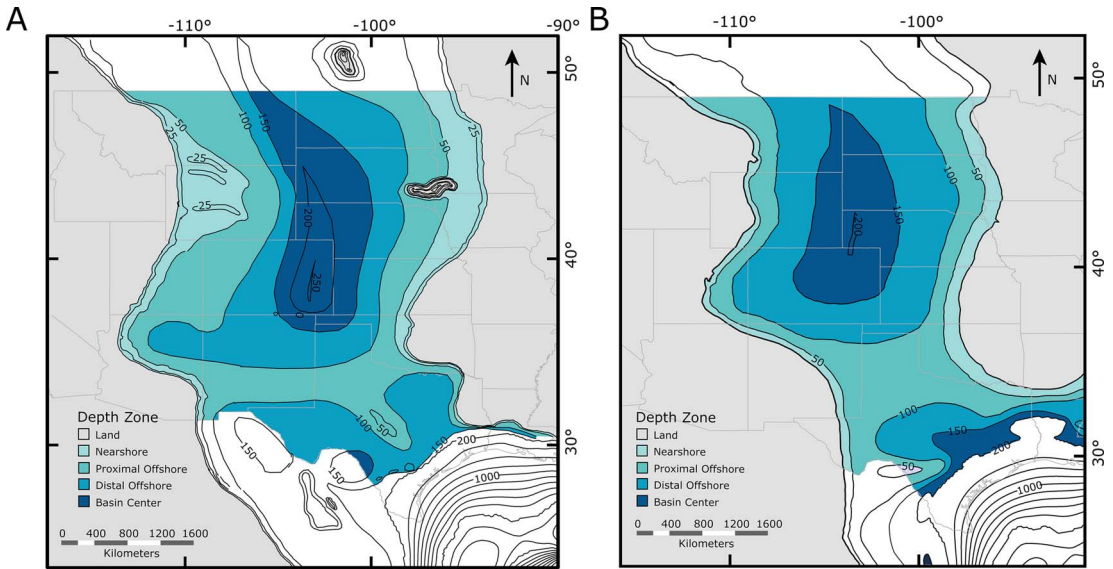 A
-110°
-100°
-90°
50°
40°
30°
N
25
50
100
150
50
25
25
25
200
250
100
50
150
150
150
200
1000
Depth Zone
Land
Nearshore
Proximal Offshore
Distal Offshore
Basin Center
0 400 800 1200 1600
Kilometers
B
-110°
-100°
50°
40°
30°
N
100
150
200
50
100
150
50
200
1000
Depth Zone
Land
Nearshore
Proximal Offshore
Distal Offshore
Basin Center
0 400 800 1200 1600
Kilometers